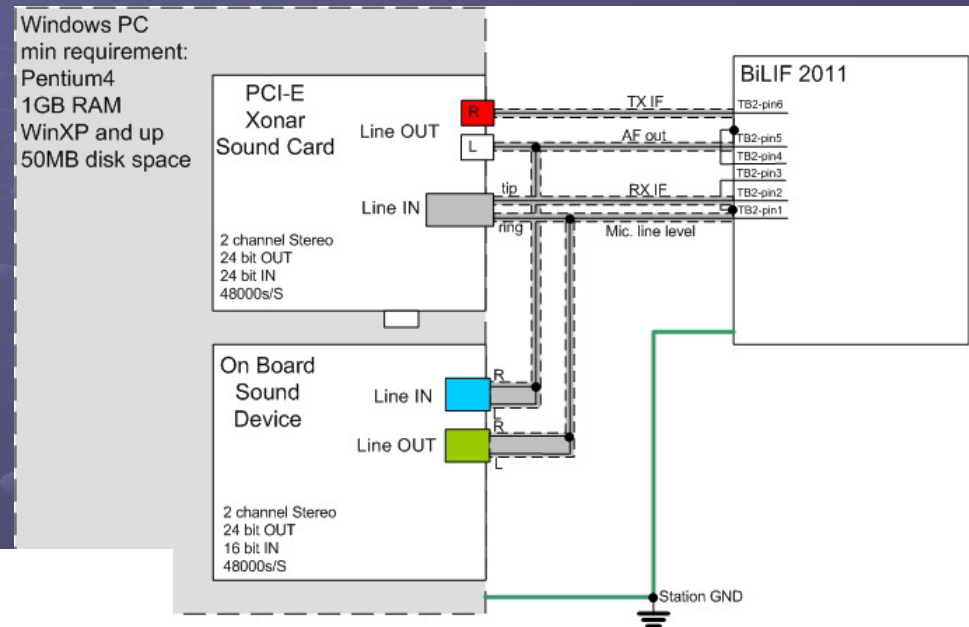 Windows PC
min requirement:
Pentium4
1GB RAM
WinXP and up
50MB disk space
PCI-E
Xonar
Sound Card
Line OUT
R
L
Line IN
2 channel Stereo
24 bit OUT
24 bit IN
48000s/S
tip
ring
TX IF
AF out
RX IF
Mic. line level
BiLIF 2011
TB2-pin6
TB2-pin5
TB2-pin4
TB2-pin3
TB2-pin2
TB2-pin1
On Board
Sound
Device
Line IN
R
L
Line OUT
R
L
2 channel Stereo
24 bit OUT
16 bit IN
48000s/S
Station GND